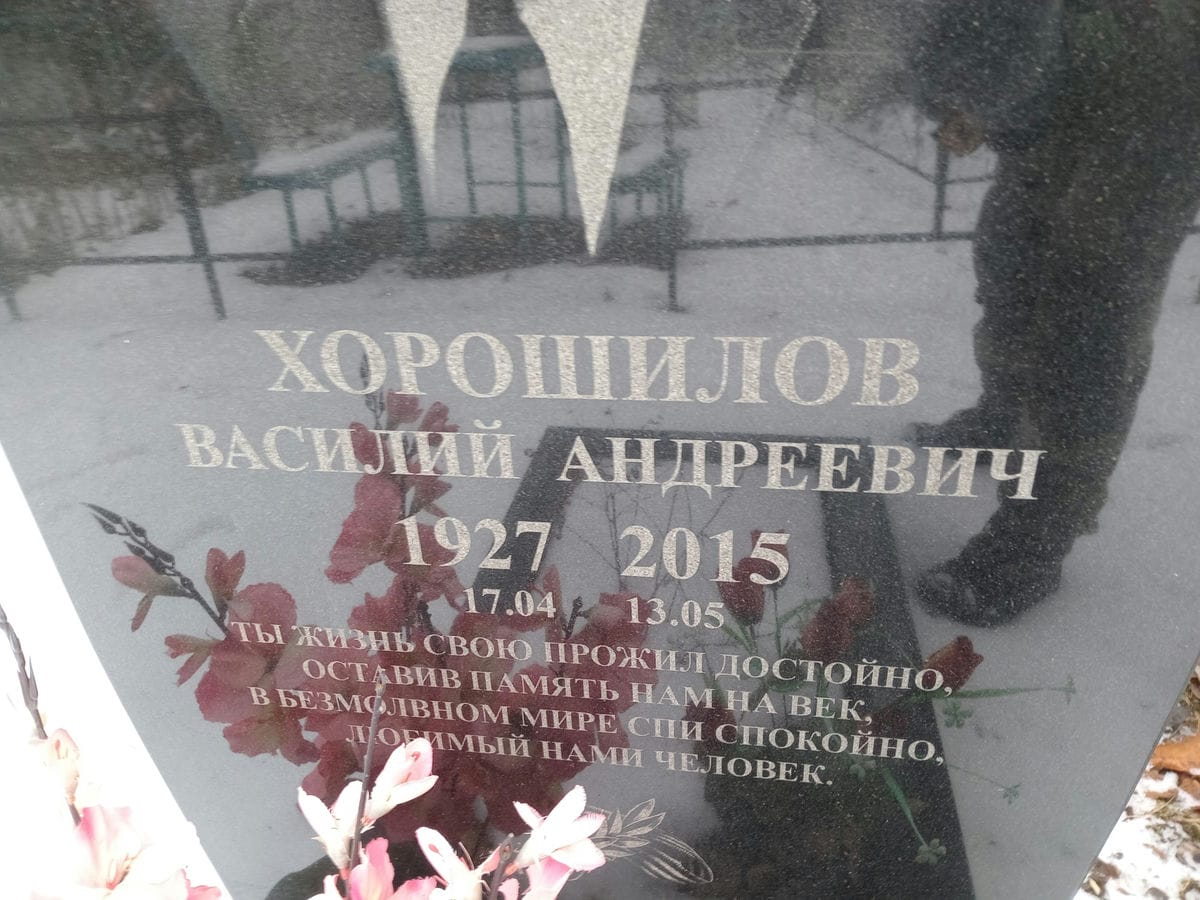 ХОРОШИЛОВ
ВАСИЛИЙ АНДРЕЕВИЧ
1927 2015
17.04 13.05
ТЫ ЖИЗНЬ СВОЮ ПРОЖИЛ ДОСТОЙНО,
ОСТАВИВ ПАМЯТЬ НАМ НА ВЕК,
В БЕЗМОЛВНОМ МИРЕ СПИ СПОКОЙНО,
ЛЮБИМЫЙ НАМИ ЧЕЛОВЕК.